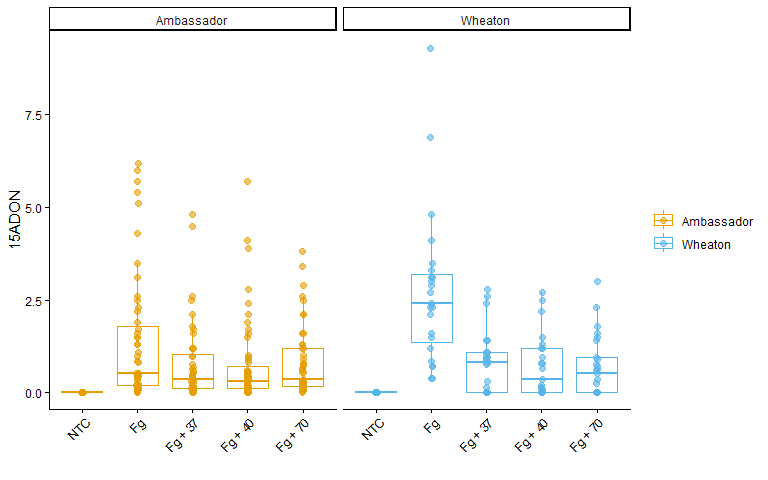 Ambassador
Wheaton
15ADON
7.5
5.0
2.5
0.0
NTC
Fg
Fg + 37
Fg + 40
Fg + 70
NTC
Fg
Fg + 37
Fg + 40
Fg + 70
Ambassador
Wheaton